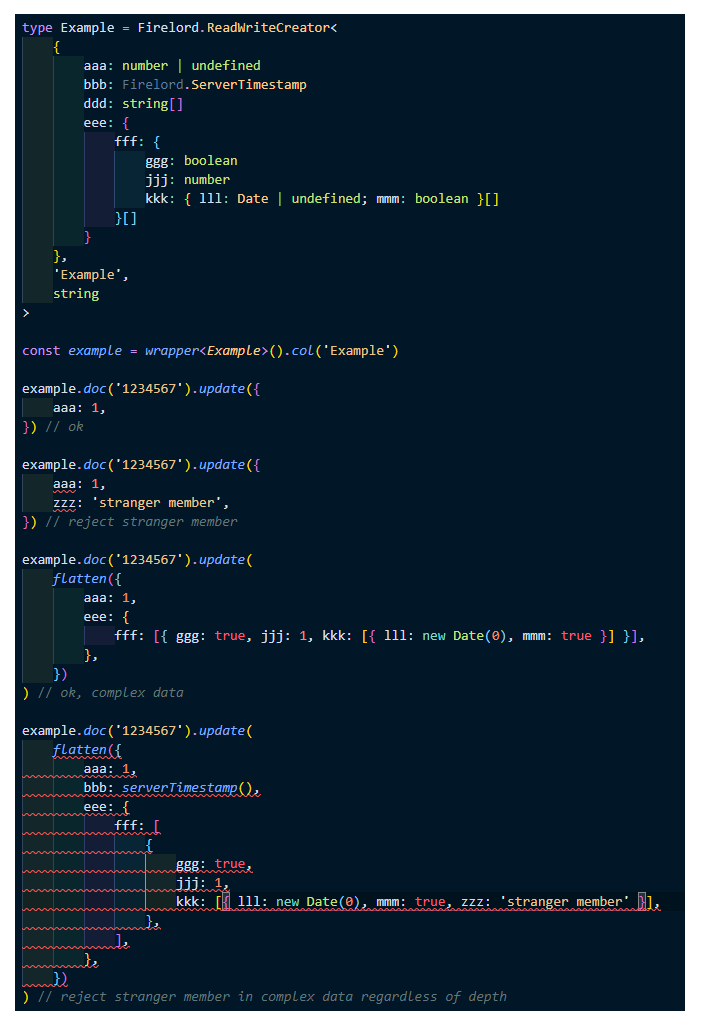 type Example = Firelord.ReadWriteCreator<
{
aaa: number | undefined
bbb: Firelord.ServerTimestamp
ddd: string[]
eee: {
fff: {
ggg: boolean
jjj: number
kkk: { lll: Date | undefined; mmm: boolean }[]
}[]
}
},
'Example',
string
>
const example = wrapper<Example>().col('Example')
example.doc('1234567').update({
aaa: 1,
}) // ok
example.doc('1234567').update({
aaa: 1,
zzz: 'stranger member',
}) // reject stranger member
example.doc('1234567').update(
flatten({
aaa: 1,
eee: {
fff: [{ ggg: true, jjj: 1, kkk: [{ lll: new Date(0), mmm: true }] }],
},
})
) // ok, complex data
example.doc('1234567').update(
flatten({
aaa: 1,
bbb: serverTimestamp(),
eee: {
fff: [
{
ggg: true,
jjj: 1,
kkk: [{ lll: new Date(0), mmm: true, zzz: 'stranger member' }],
},
],
},
})
) // reject stranger member in complex data regardless of depth